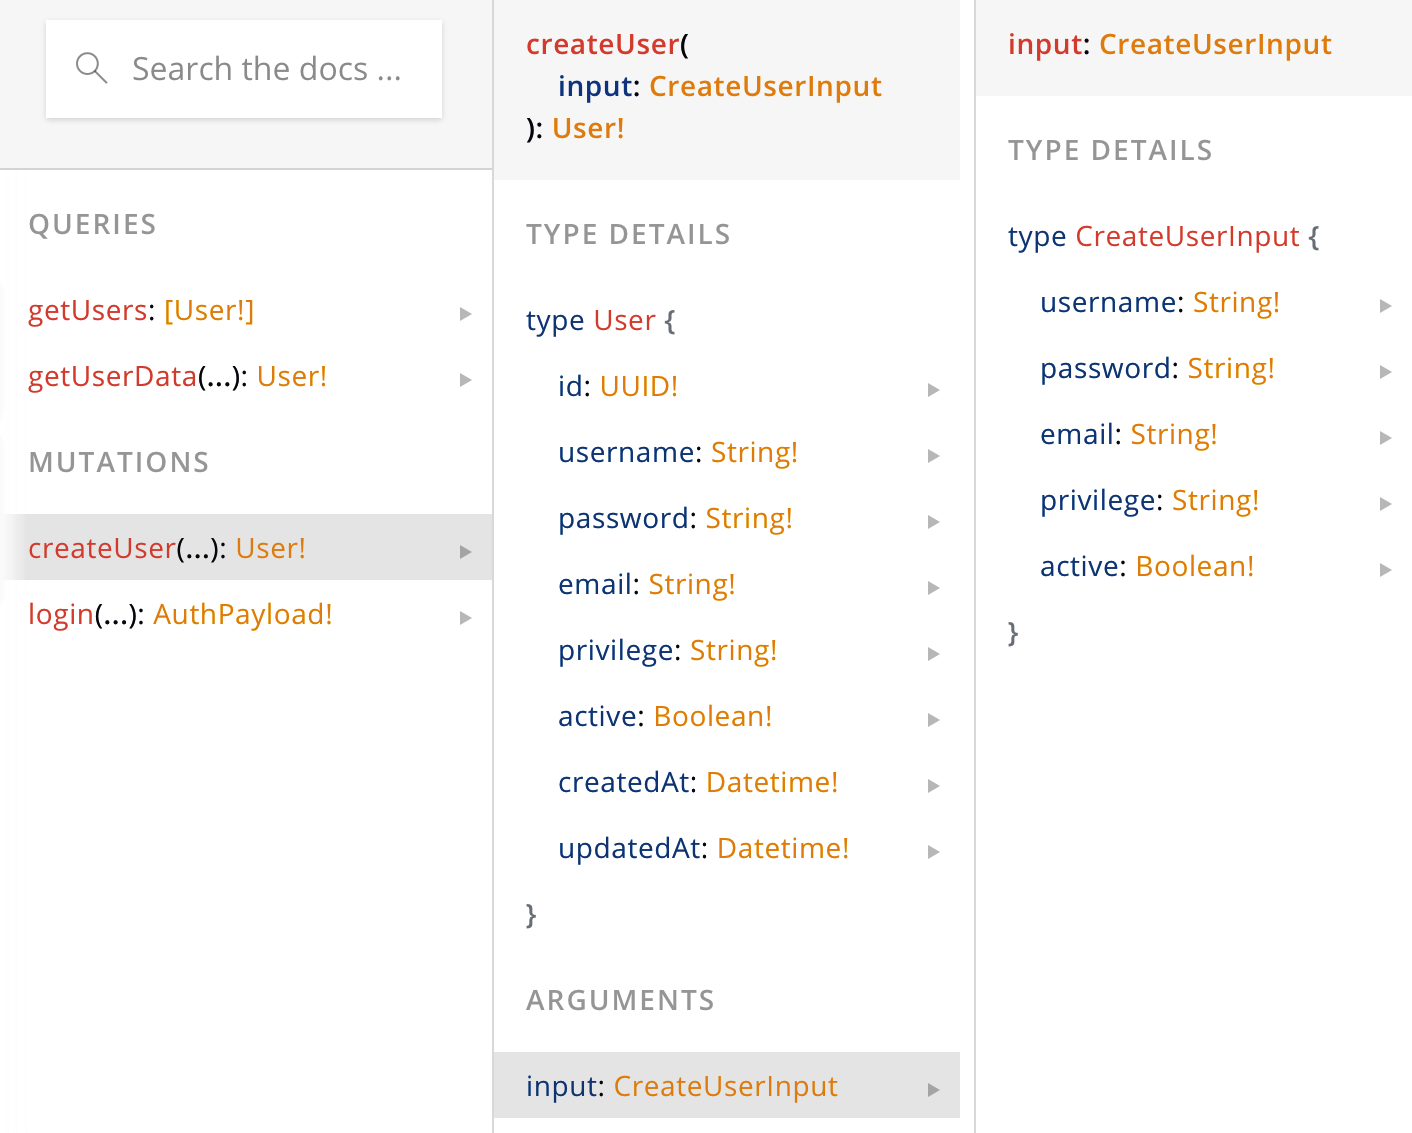 Search the docs ...
QUERIES
getUsers: [User!]
getUserData(...): User!
MUTATIONS
createUser(...): User!
login(...): AuthPayload!
createUser(
input: CreateUserInput
): User!
TYPE DETAILS
type User {
id: UUID!
username: String!
password: String!
email: String!
privilege: String!
active: Boolean!
createdAt: Datetime!
updatedAt: Datetime!
}
ARGUMENTS
input: CreateUserInput
input: CreateUserInput
TYPE DETAILS
type CreateUserInput {
username: String!
password: String!
email: String!
privilege: String!
active: Boolean!
}